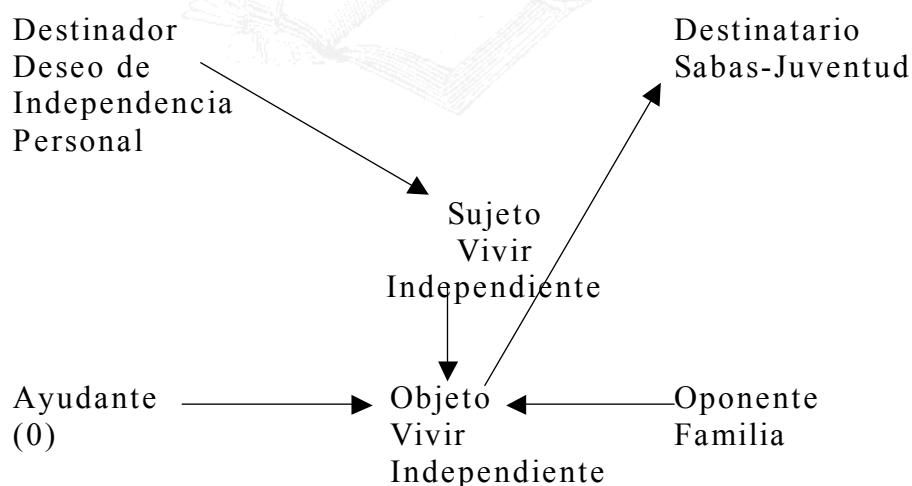 Destinador
Deseo de
Independencia
Personal
Destinatario
Sabas-Juventud
Sujeto
Vivir
Independiente
Ayudante
(0)
Objeto
Vivir
Independiente
Oponente
Familia